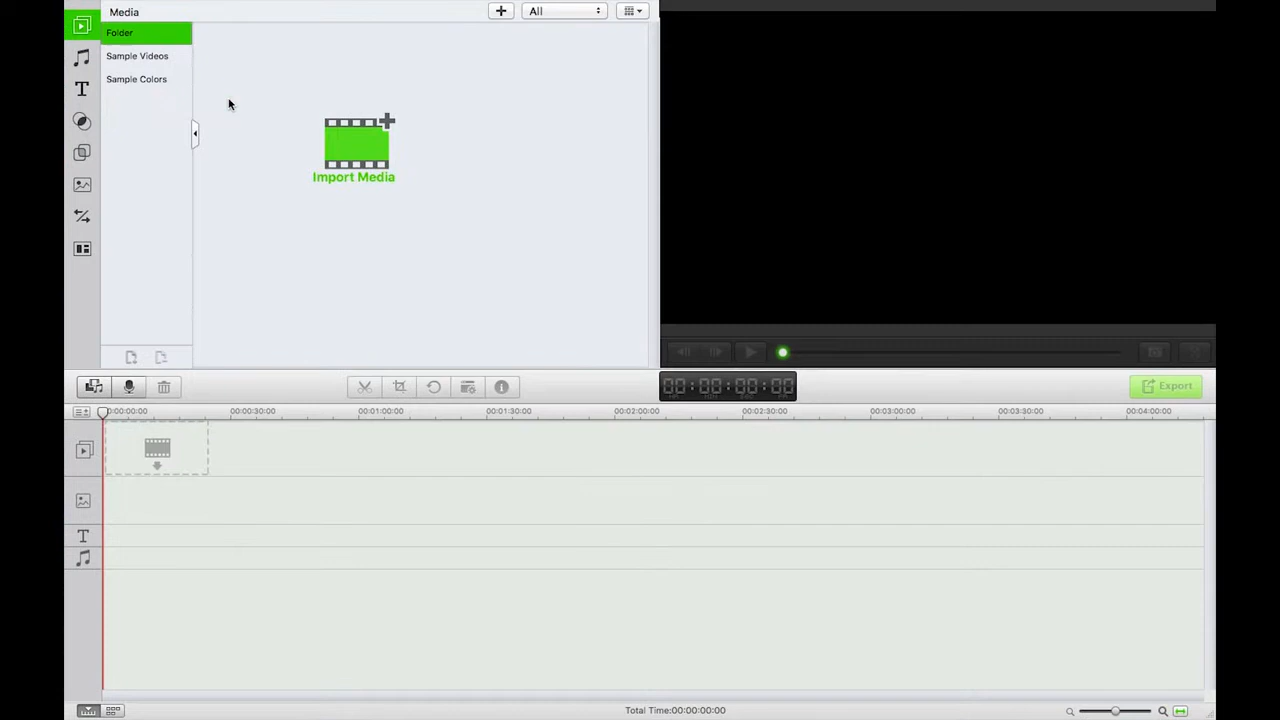 Media
All
Folder
Sample Videos
Sample Colors
Import Media
00:00:00:00
Export
0:00:00:00 00:00:30:00 00:01:00:00 00:01:30:00 00:02:00:00 00:02:30:00 00:03:00:00 00:03:30:00 00:04:00:00
T
T
Total Time:00:00:00:00